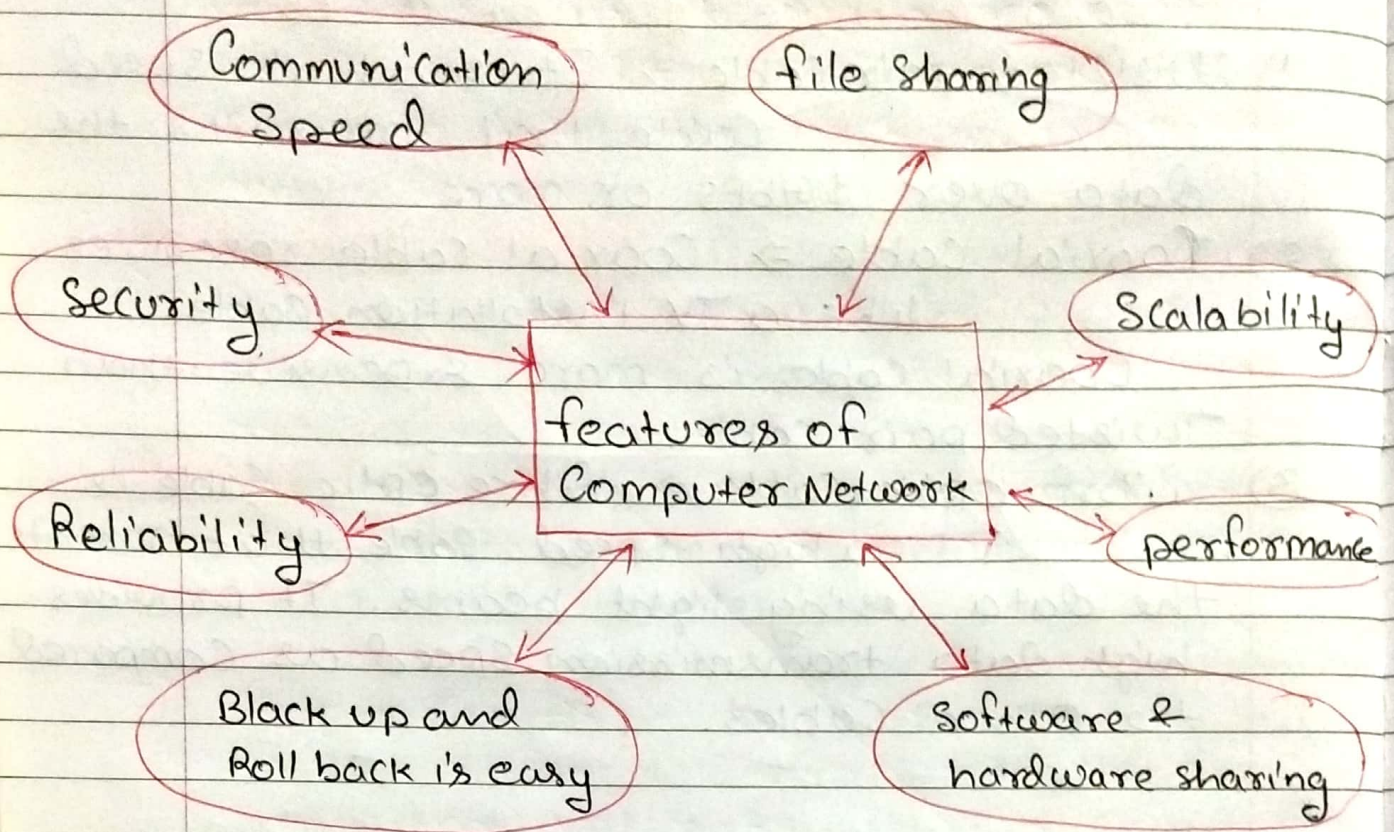 Communication
Speed
file sharing
Security
Scalability
features of
Computer Network
Reliability
performance
Black up and
Roll back is easy
Software &
hardware sharing